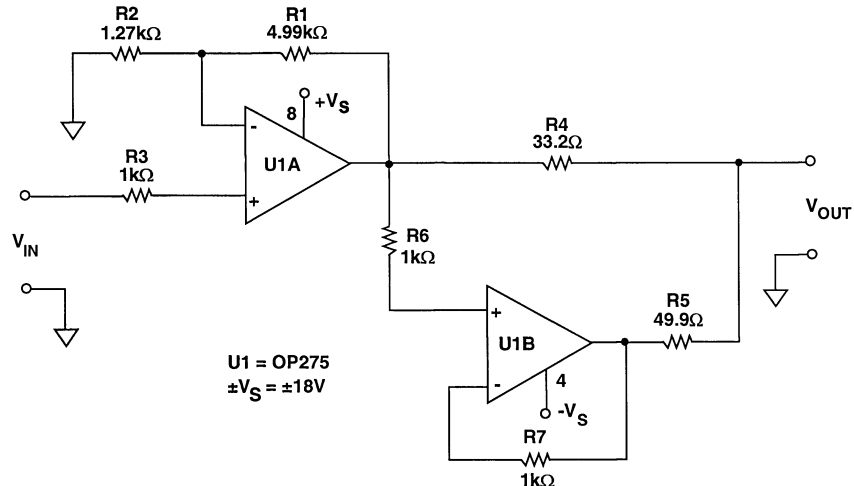 R2
1.27kΩ
R1
4.99kΩ
+VS
8
-
U1A
+
R3
1kΩ
R4
33.2Ω
VIN
VOUT
R6
1kΩ
+
U1B
-
4
-VS
R5
49.9Ω
R7
1kΩ
U1 = OP275
±VS = ±18V